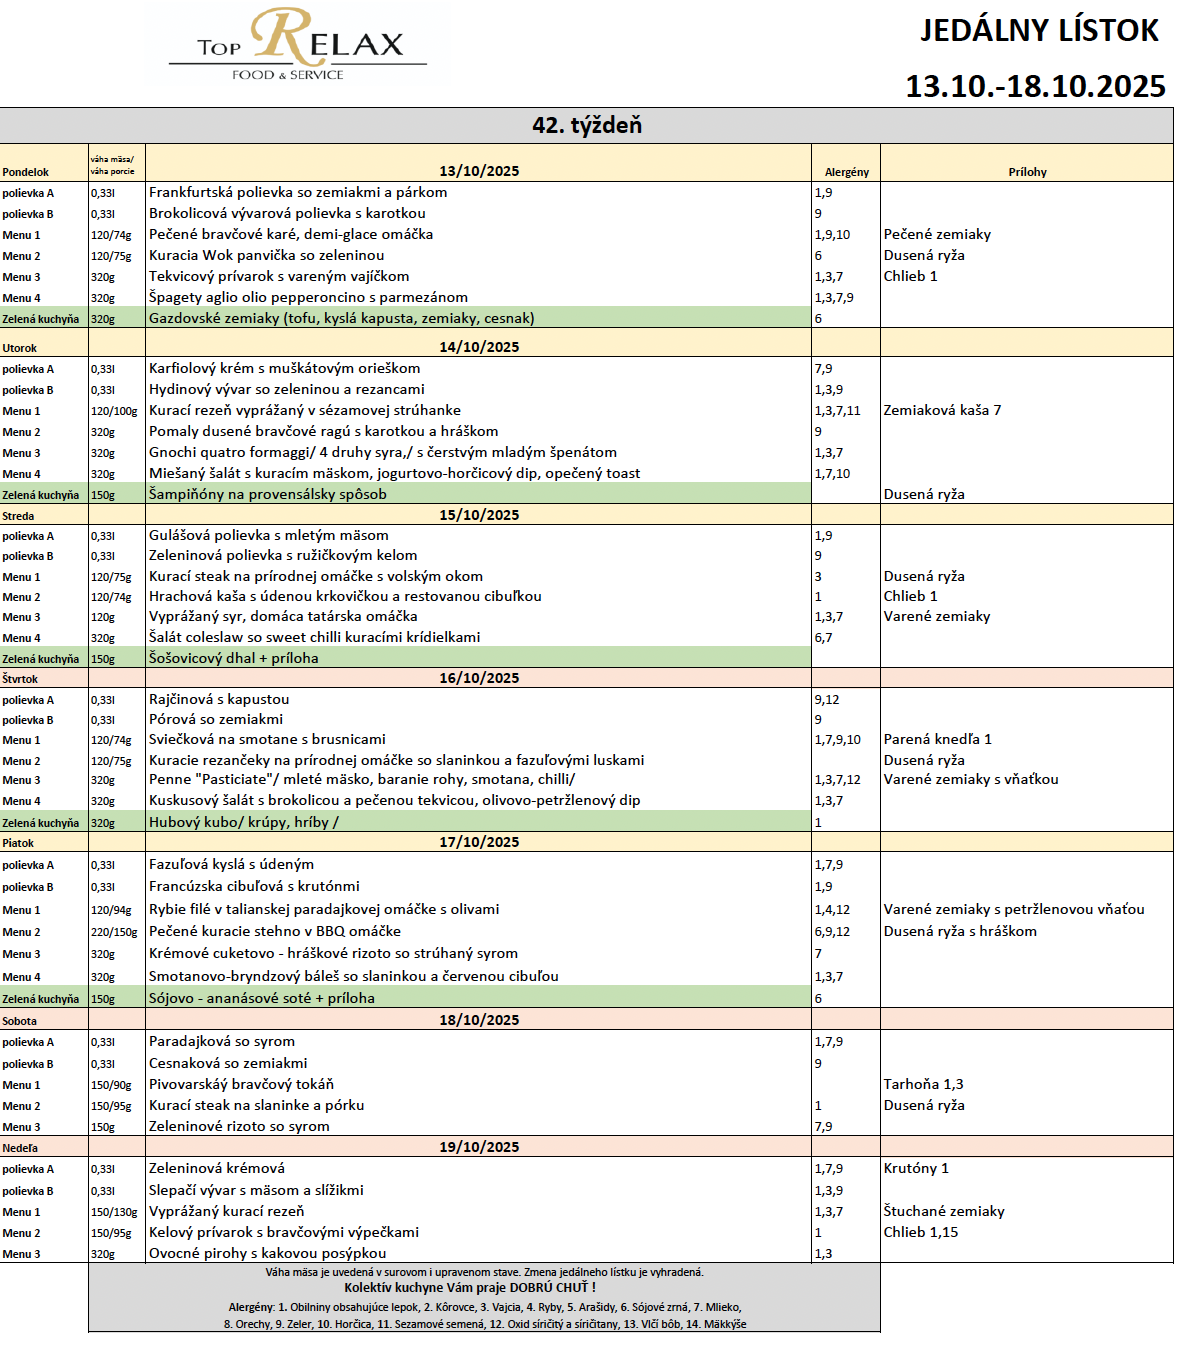 TOP RELAX
FOOD & SERVICE
JEDÁLNY LÍSTOK
13.10.-18.10.2025
42. týždeň
Pondelok váha mäsa/ váha porcie 13/10/2025 Alergény Prílohy
polievka A 0,33l Frankfurtská polievka so zemiakmi a párkom 1,9
polievka B 0,33l Brokolicová vývarová polievka s karotkou 9
Menu 1 120/74g Pečené bravčové karé, demi-glace omáčka 1,9,10 Pečené zemiaky
Menu 2 120/75g Kuracia Wok panvička so zeleninou 6 Dusená ryža
Menu 3 320g Tekvicový prívarok s vareným vajíčkom 1,3,7 Chlieb 1
Menu 4 320g Špagety aglio olio pepperoncino s parmezánom 1,3,7,9
Zelená kuchyňa 320g Gazdovské zemiaky (tofu, kyslá kapusta, zemiaky, cesnak) 6
Utorok 14/10/2025
polievka A 0,33l Karfiolový krém s muškátovým orieškom 7,9
polievka B 0,33l Hydinový vývar so zeleninou a rezancami 1,3,9
Menu 1 120/100g Kurací rezeň vyprážaný v sézamovej strúhanke 1,3,7,11 Zemiaková kaša 7
Menu 2 320g Pomaly dusené bravčové ragú s karotkou a hráškom 9
Menu 3 320g Gnochi quatro formaggi/ 4 druhy syra,/ s čerstvým mladým špenátom 1,3,7
Menu 4 320g Miešaný šalát s kuracím mäskom, jogurtovo-horčicový dip, opečený toast 1,7,10
Zelená kuchyňa 150g Šampiňóny na provensálsky spôsob Dusená ryža
Streda 15/10/2025
polievka A 0,33l Gulášová polievka s mletým mäsom 1,9
polievka B 0,33l Zeleninová polievka s ružičkovým kelom 9
Menu 1 120/75g Kurací steak na prírodnej omáčke s volským okom 3 Dusená ryža
Menu 2 120/74g Hrachová kaša s údenou krkovičkou a restovanou cibuľkou 1 Chlieb 1
Menu 3 120g Vyprážaný syr, domáca tatárska omáčka 1,3,7 Varené zemiaky
Menu 4 320g Šalát coleslaw so sweet chilli kuracími krídielkami 6,7
Zelená kuchyňa 150g Šošovicový dhal + príloha
Štvrtok 16/10/2025
polievka A 0,33l Rajčinová s kapustou 9,12
polievka B 0,33l Pórová so zemiakmi 9
Menu 1 120/74g Sviečková na smotane s brusnicami 1,7,9,10 Parená knedľa 1
Menu 2 120/75g Kuracie rezančeky na prírodnej omáčke so slaninkou a fazuľovými luskami Dusená ryža
Menu 3 320g Penne "Pasticiate"/ mleté mäsko, baranie rohy, smotana, chilli/ 1,3,7,12 Varené zemiaky s vňaťkou
Menu 4 320g Kuskusový šalát s brokolicou a pečenou tekvicou, olivovo-petržlenový dip 1,3,7
Zelená kuchyňa 320g Hubový kubo/ krúpy, hríby / 1
Piatok 17/10/2025
polievka A 0,33l Fazuľová kyslá s údeným 1,7,9
polievka B 0,33l Francúzska cibuľová s krutónmi 1,9
Menu 1 120/94g Rybie filé v talianskej paradajkovej omáčke s olivami 1,4,12 Varené zemiaky s petržlenovou vňaťou
Menu 2 220/150g Pečené kuracie stehno v BBQ omáčke 6,9,12 Dusená ryža s hráškom
Menu 3 320g Krémové cuketovo - hráškové rizoto so strúhaný syrom 7
Menu 4 320g Smotanovo-bryndzový báleš so slaninkou a červenou cibuľou 1,3,7
Zelená kuchyňa 150g Sójovo - ananásové soté + príloha 6
Sobota 18/10/2025
polievka A 0,33l Paradajková so syrom 1,7,9
polievka B 0,33l Cesnaková so zemiakmi 9
Menu 1 150/90g Pivovarskáý bravčový tokáň Tarhoňa 1,3
Menu 2 150/95g Kurací steak na slaninke a pórku 1 Dusená ryža
Menu 3 150g Zeleninové rizoto so syrom 7,9
Nedeľa 19/10/2025
polievka A 0,33l Zeleninová krémová 1,7,9 Krutóny 1
polievka B 0,33l Slepačí vývar s mäsom a slížikmi 1,3,9
Menu 1 150/130g Vyprážaný kurací rezeň 1,3,7 Štuchané zemiaky
Menu 2 150/95g Kelový prívarok s bravčovými výpečkami 1 Chlieb 1,15
Menu 3 320g Ovocné pirohy s kakovou posýpkou 1,3
Váha mäsa je uvedená v surovom i upravenom stave. Zmena jedálneho lístku je vyhradená.
Kolektív kuchyne Vám praje DOBRÚ CHUŤ !
Alergény: 1. Obilniny obsahujúce lepok, 2. Kôrovce, 3. Vajcia, 4. Ryby, 5. Arašidy, 6. Sójové zrná, 7. Mlieko,
8. Orechy, 9. Zeler, 10. Horčica, 11. Sezamové semená, 12. Oxid síričitý a síričitany, 13. Vlčí bôb, 14. Mäkkýše